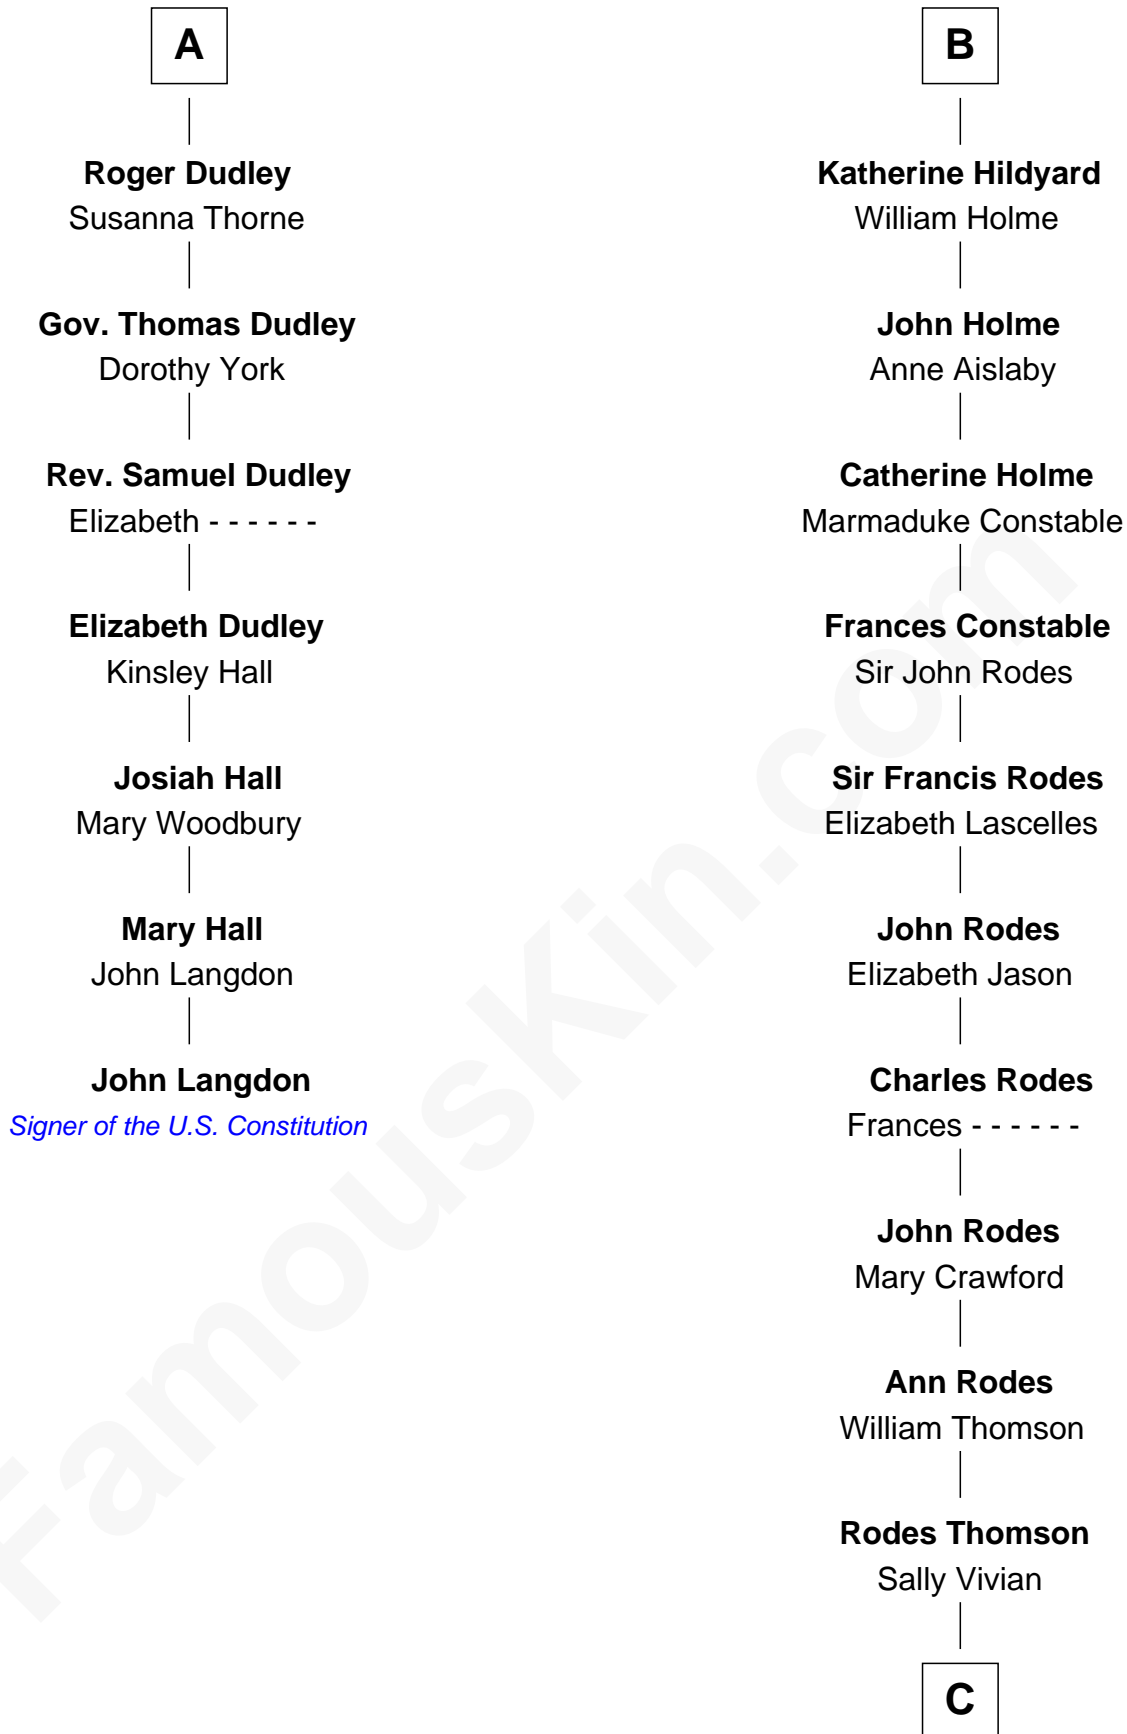 A
Roger Dudley
Susanna Thorne
Gov. Thomas Dudley
Dorothy York
Rev. Samuel Dudley
Elizabeth - - - - - -
Elizabeth Dudley
Kinsley Hall
Josiah Hall
Mary Woodbury
Mary Hall
John Langdon
John Langdon
Signer of the U.S. Constitution
B
Katherine Hildyard
William Holme
John Holme
Anne Aislaby
Catherine Holme
Marmaduke Constable
Frances Constable
Sir John Rodes
Sir Francis Rodes
Elizabeth Lascelles
John Rodes
Elizabeth Jason
Charles Rodes
Frances - - - - - -
John Rodes
Mary Crawford
Ann Rodes
William Thomson
Rodes Thomson
Sally Vivian
C
FamousKin.com